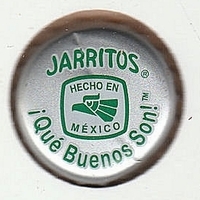 JARRITOS®
HECHO EN
MÉXICO
¡Qué Buenos Son!™